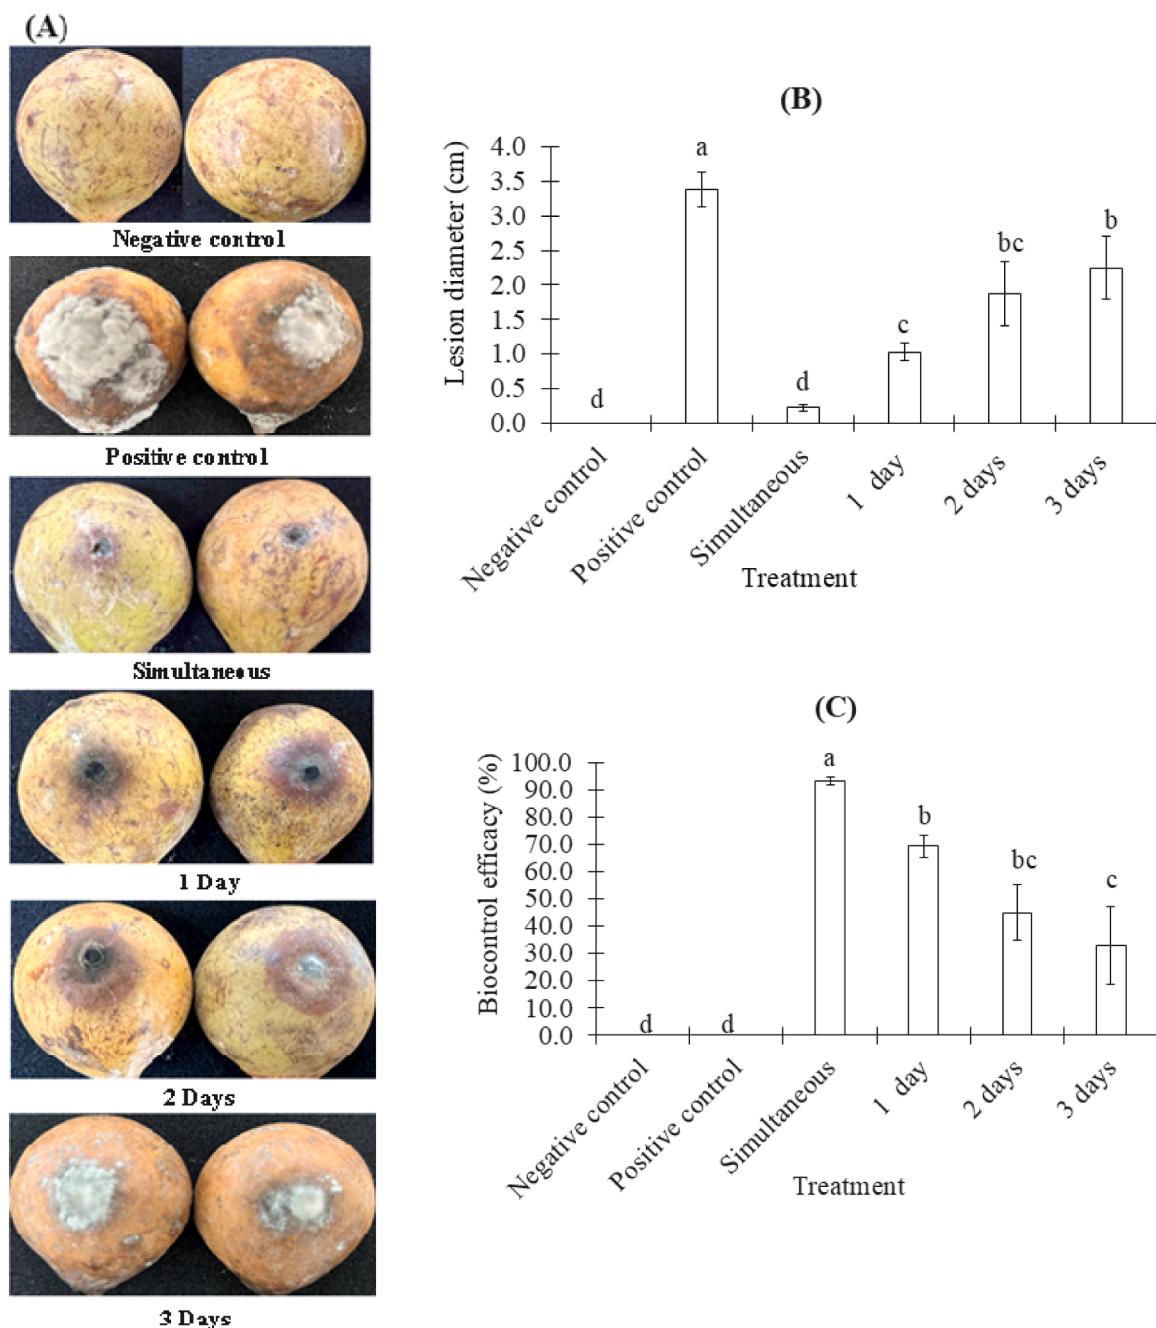 (A)
Negative control
Positive control
Simultaneous
1 Day
2 Days
3 Days
(B)
Lesion diameter (cm)
4.0
3.5
3.0
2.5
2.0
1.5
1.0
0.5
0.0
d
a
d
c
bc
b
Negative control
Positive control
Simultaneous
1 day
2 days
3 days
Treatment
(C)
Biocontrol efficacy (%)
100.0
90.0
80.0
70.0
60.0
50.0
40.0
30.0
20.0
10.0
0.0
d
d
a
b
bc
c
Negative control
Positive control
Simultaneous
1 day
2 days
3 days
Treatment